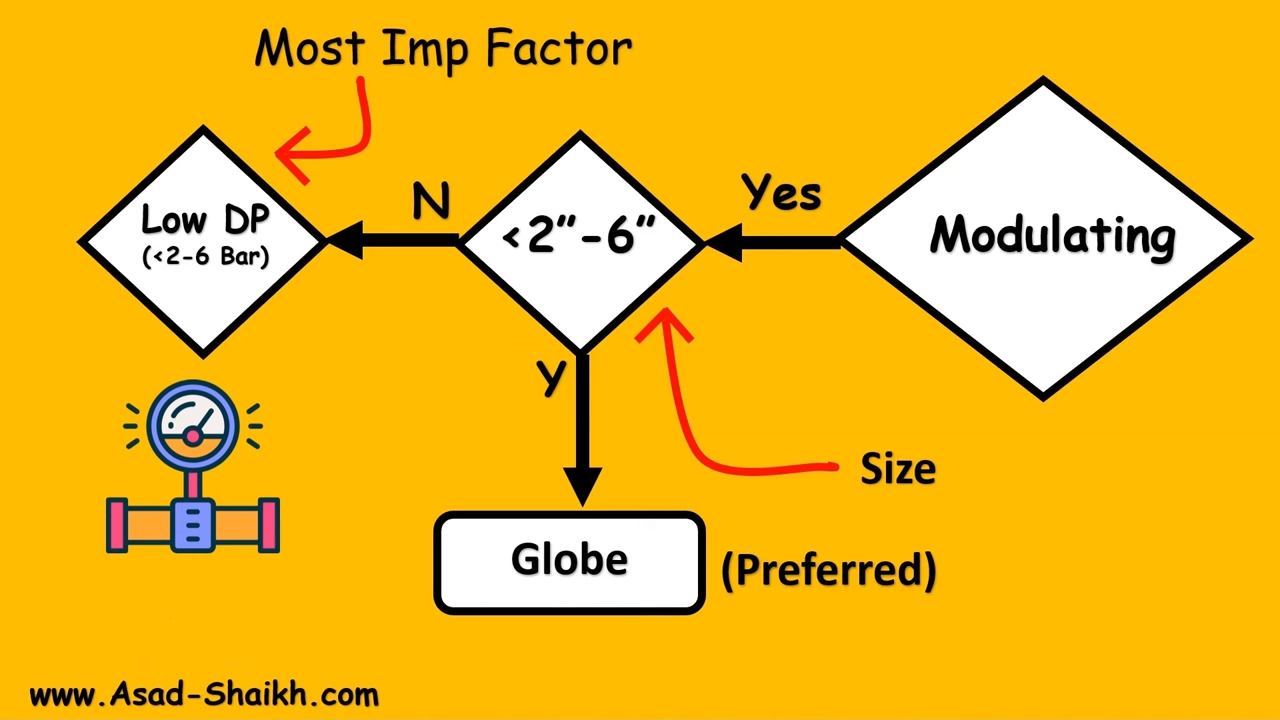 Most Imp Factor
Low DP
(<2-6 Bar)
N
<2”-6”
Yes
Modulating
Y
Size
Globe
(Preferred)
www.Asad-Shaikh.com